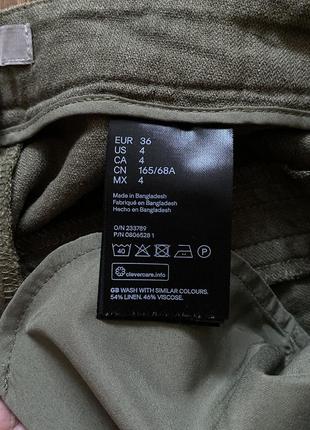 EUR 36
US 4
CA 4
CN 165/68A
MX 4
Made in Bangladesh
Fabriqué en Bangladesh
Hecho en Bangladesh
O/N 233789
P/N 0806528 1
40
P
clevercare.info
GB WASH WITH SIMILAR COLOURS.
54% LINEN. 46% VISCOSE.